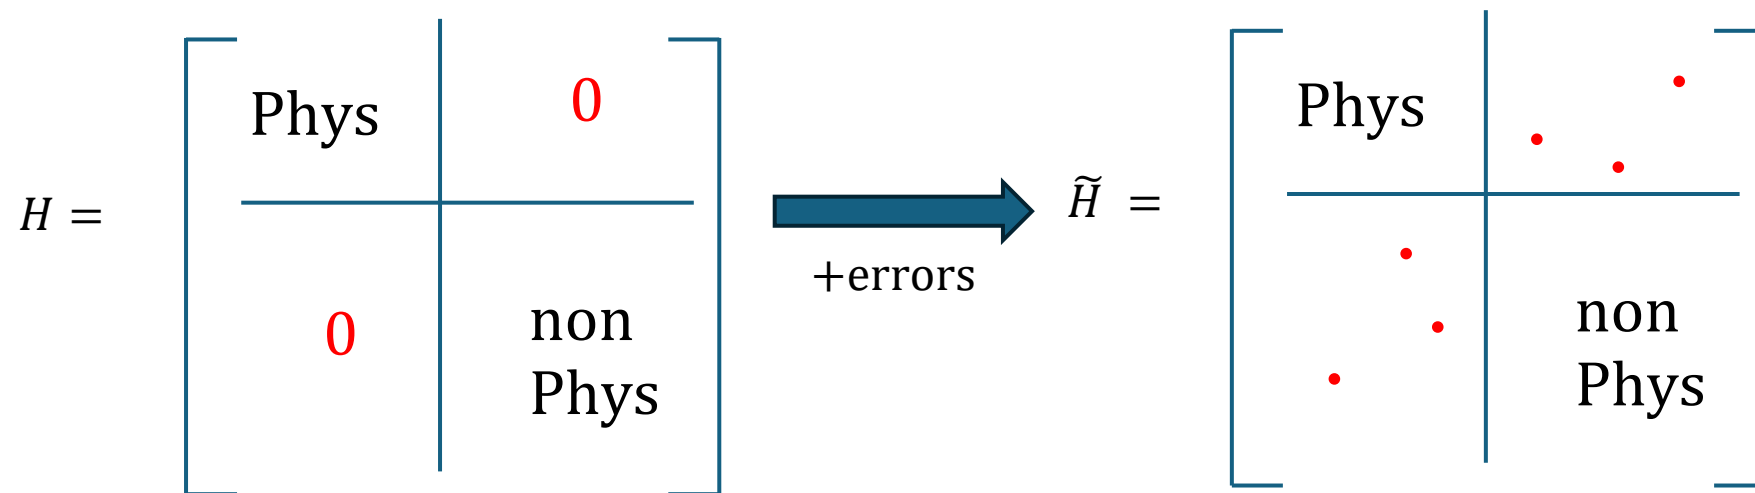 H =
Phys
0
0
non
Phys
+errors
H̃ =
Phys
non
Phys